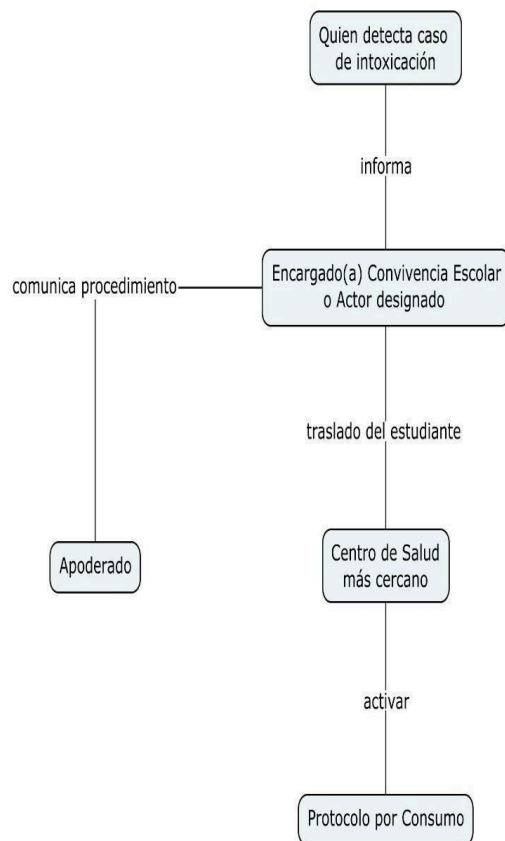 Quien detecta caso
de intoxicación
informa
Encargado(a) Convivencia Escolar
o Actor designado
comunica procedimiento
traslado del estudiante
Apoderado
Centro de Salud
más cercano
activar
Protocolo por Consumo